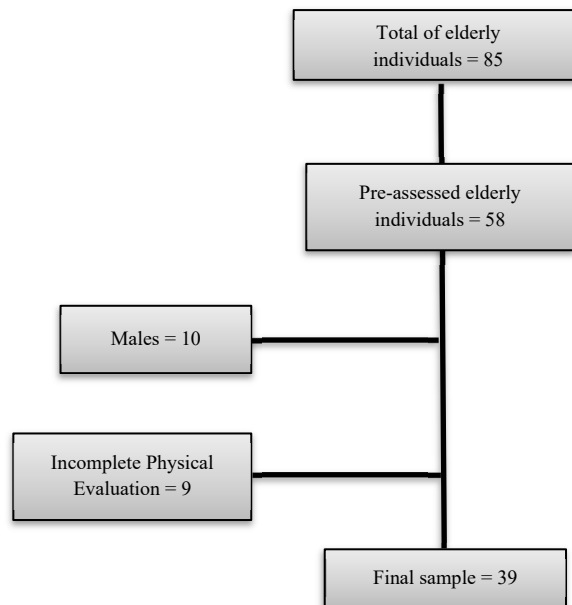 Total of elderly
individuals = 85
Pre-assessed elderly
individuals = 58
Males = 10
Incomplete Physical
Evaluation = 9
Final sample = 39